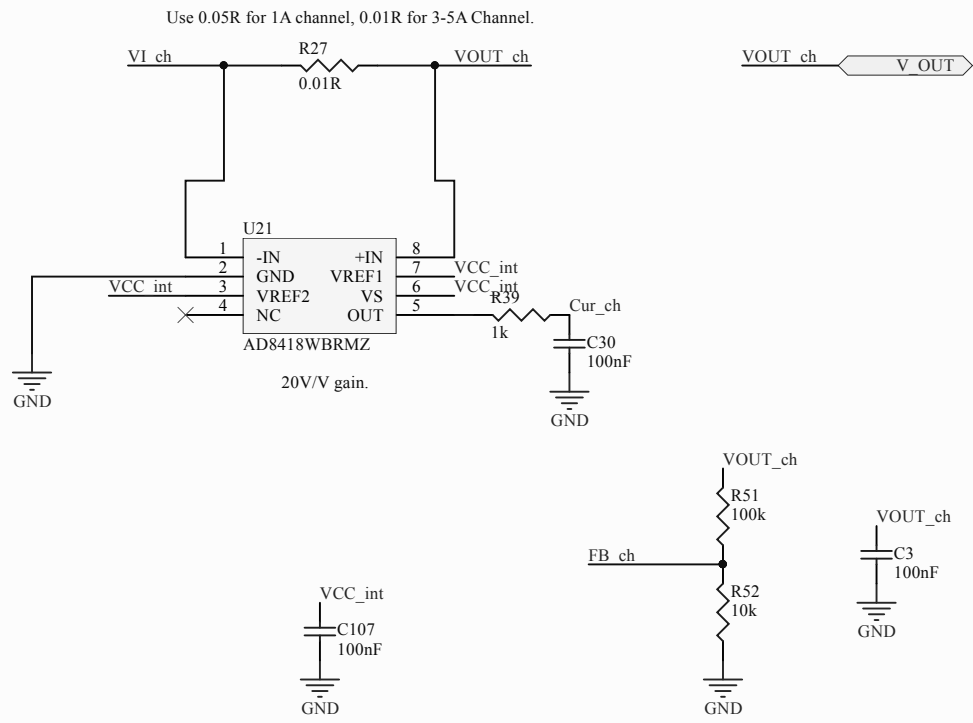 Use 0.05R for 1A channel, 0.01R for 3-5A Channel.
VI_ch
R27
0.01R
VOUT_ch
VOUT_ch
V_OUT
U21
1
-IN
+IN
8
2
GND
VREF1
7
VCC_int
VCC_int
3
VREF2
VS
6
VCC_int
4
NC
OUT
5
R39
1k
Cur_ch
AD8418WBRMZ
C30
100nF
20V/V gain.
GND
GND
VOUT_ch
R51
100k
VOUT_ch
FB_ch
C3
100nF
VCC_int
R52
10k
C107
100nF
GND
GND
GND